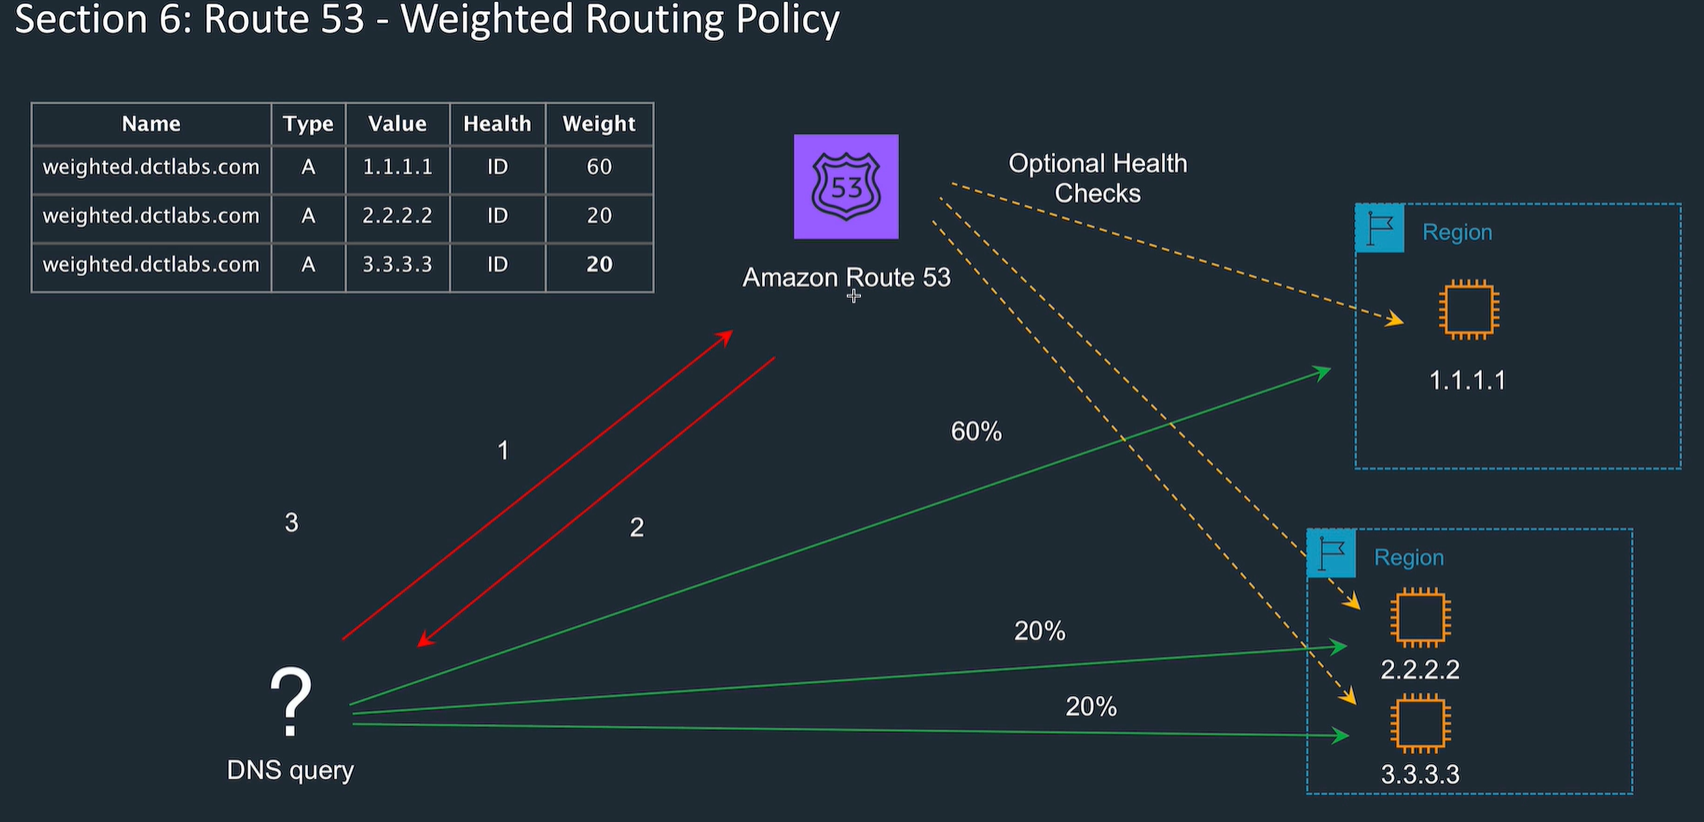 Section 6: Route 53 - Weighted Routing Policy
Name Type Value Health Weight
weighted.dctlabs.com A 1.1.1.1 ID 60
weighted.dctlabs.com A 2.2.2.2 ID 20
weighted.dctlabs.com A 3.3.3.3 ID 20
53
Amazon Route 53
Optional Health
Checks
Region
1.1.1.1
60%
1
2
3
Region
20%
2.2.2.2
20%
3.3.3.3
?
DNS query